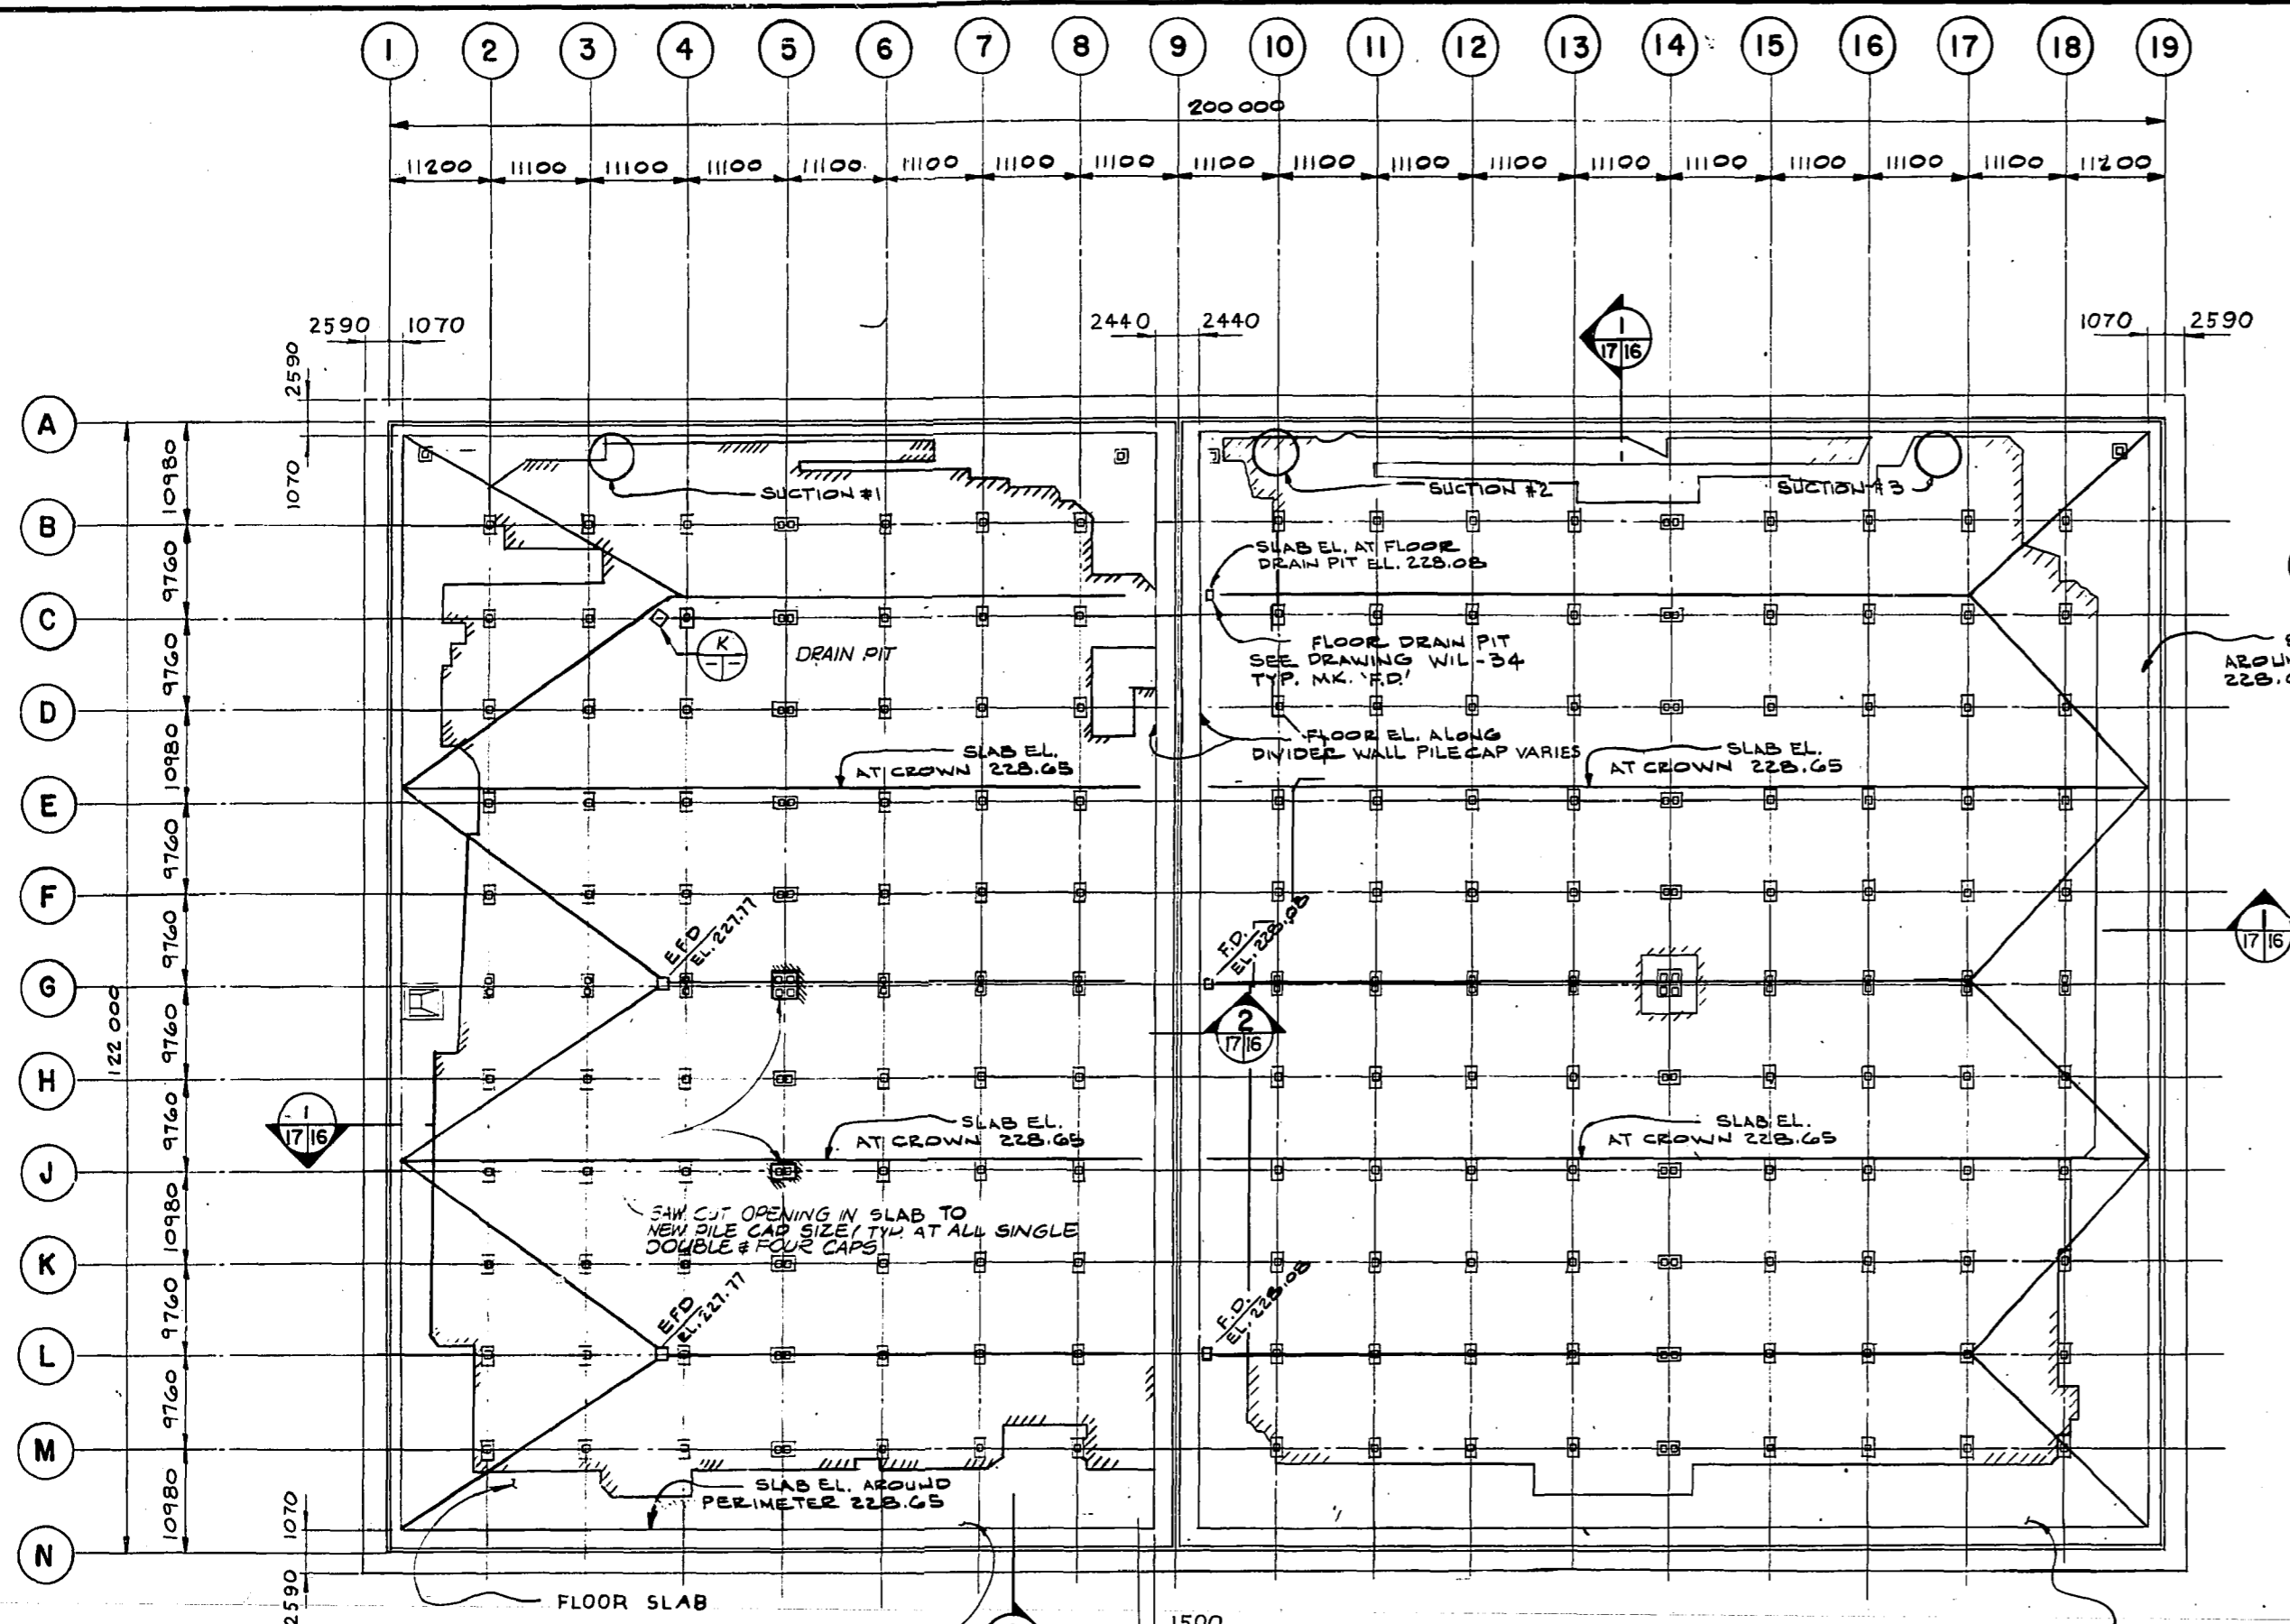 1 2 3 4 5 6 7 8 9 10 11 12 13 14 15 16 17 18 19
200 000
11200 11100 11100 11100 11100 11100 11100 11100 11100 11100 11100 11100 11100 11100 11100 11100 11100 11200
2590 1070
2440 2440
1070 2590
1
17 16
2590
1070
A
B
C
D
E
F
G
H
J
K
L
M
N
122 000
10980
9760
9760
10980
9760
9760
9760
9760
10980
9760
9760
10980
SUCTION #1
SUCTION #2
SUCTION #3
SLAB EL. AT FLOOR
DRAIN PIT EL. 228.08
K
DRAIN PIT
FLOOR DRAIN PIT
SEE DRAWING WIL-34
TYP. MK. 'F.D.'
AROUN
228.
FLOOR EL. ALONG
DIVIDER WALL PILECAP VARIES
SLAB EL.
AT CROWN 228.65
SLAB EL.
AT CROWN 228.65
EFD
EL. 227.77
F.D.
EL. 228.08
1
17 16
2
17 16
1
17 16
SLAB EL.
AT CROWN 228.65
SLAB EL.
AT CROWN 228.65
SAW CUT OPENING IN SLAB TO
NEW PILE CAP SIZE (TYP. AT ALL SINGLE
DOUBLE & FOUR CAPS
EFD
EL. 227.77
F.D.
EL. 228.08
SLAB EL. AROUND
PERIMETER 228.65
1070
2590
FLOOR SLAB
1500